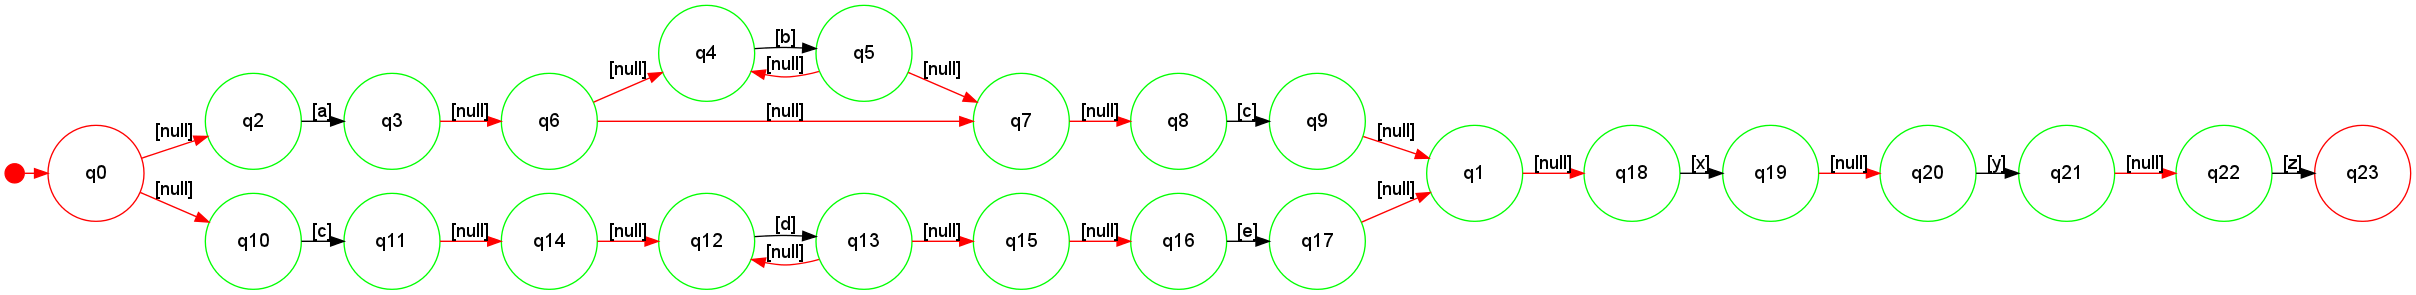 q4 [b] q5
[null] [null] [null]
q2 [a] q3 [null] q6 [null] q7 [null] q8 [c] q9
[null] [null]
q0 q1 [null] q18 [x] q19 [null] q20 [y] q21 [null] q22 [z] q23
[null] [null]
q10 [c] q11 [null] q14 [null] q12 [d] q13 [null] q15 [null] q16 [e] q17
[null]